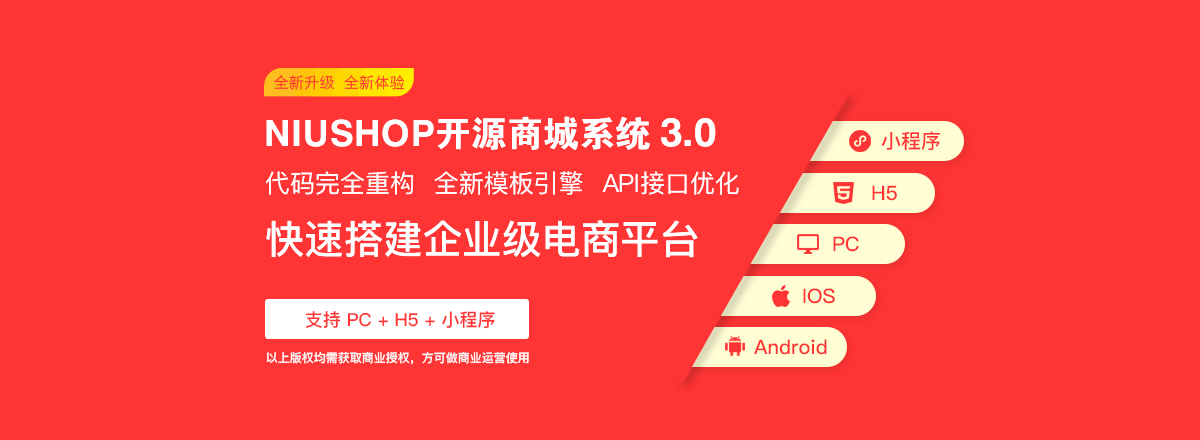 全新升级 全新体验
NIUSHOP开源商城系统 3.0
代码完全重构 全新模板引擎 API接口优化
快速搭建企业级电商平台
支持 PC + H5 + 小程序
以上版权均需获取商业授权，方可做商业运营使用
小程序
H5
PC
IOS
Android